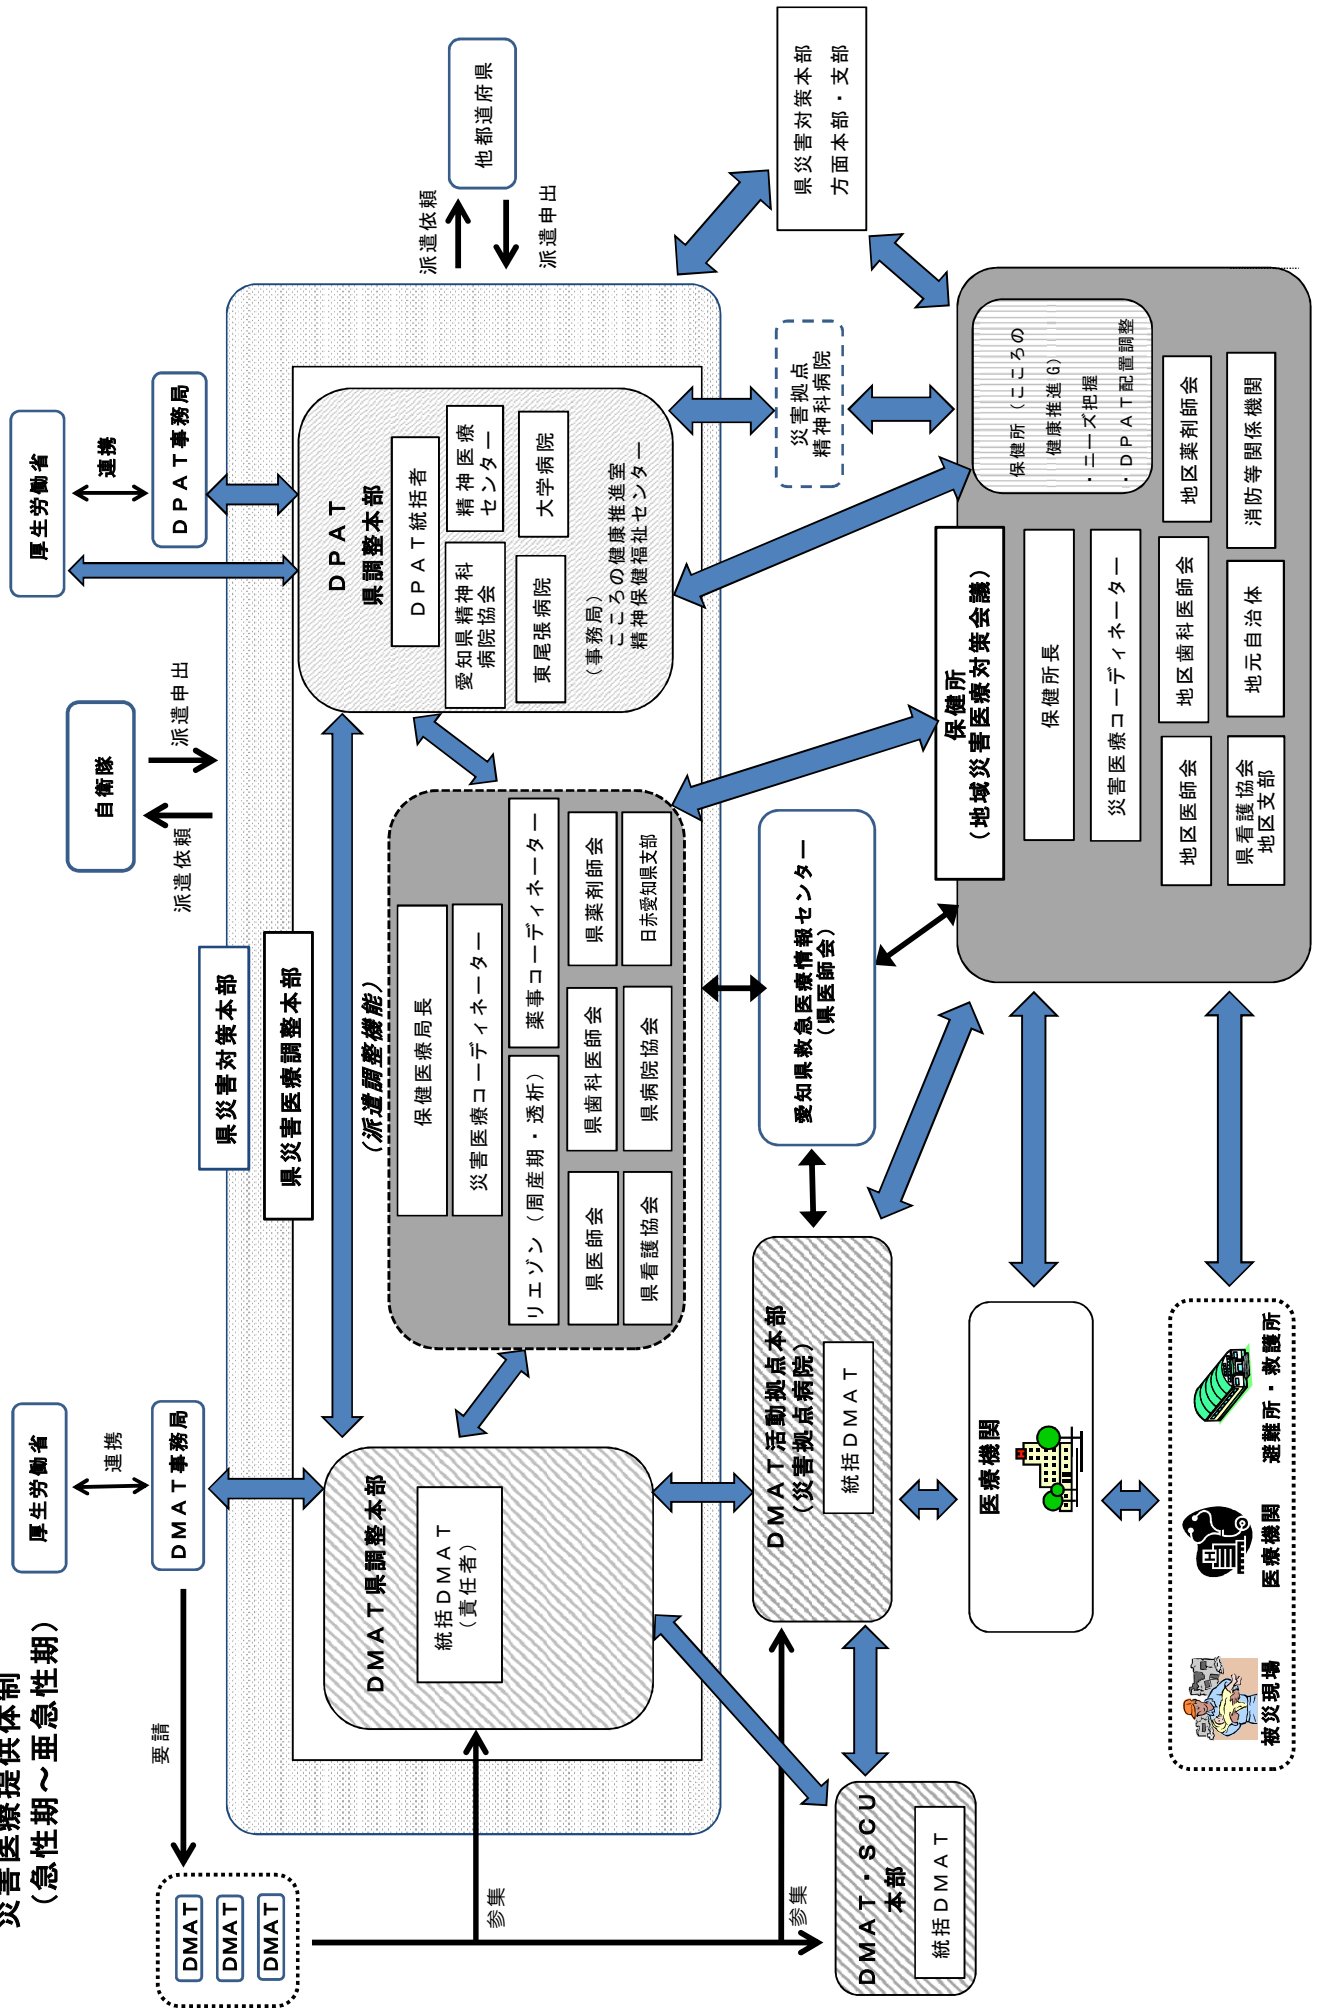 災害医療提供体制
（急性期～亜急性期）
厚生労働省
連携
DMAT事務局
要請
DMAT
DMAT
DMAT
参集
参集
自衛隊
派遣依頼
派遣申出
厚生労働省
連携
DPAT事務局
他都道府県
派遣依頼
派遣申出
県災害対策本部
県災害医療調整本部
DMAT県調整本部
統括DMAT
（責任者）
（派遣調整機能）
保健医療局長
災害医療コーディネーター
リエゾン（周産期・透析）
薬事コーディネーター
県医師会
県歯科医師会
県薬剤師会
県看護協会
県病院協会
日赤愛知県支部
DPAT
県調整本部
DPAT統括者
愛知県精神科
病院協会
精神医療
センター
東尾張病院
大学病院
（事務局）
こころの健康推進室
精神保健福祉センター
県災害対策本部
方面本部・支部
災害拠点
精神科病院
愛知県救急医療情報センター
（県医師会）
DMAT活動拠点本部
（災害拠点病院）
統括DMAT
DMAT・SCU
本部
統括DMAT
保健所
（地域災害医療対策会議）
保健所長
災害医療コーディネーター
地区医師会
地区歯科医師会
地区薬剤師会
県看護協会
地区支部
地元自治体
消防等関係機関
保健所（こころの
健康推進G）
・ニーズ把握
・DPAT配置調整
医療機関
H
被災現場
医療機関
避難所・救護所